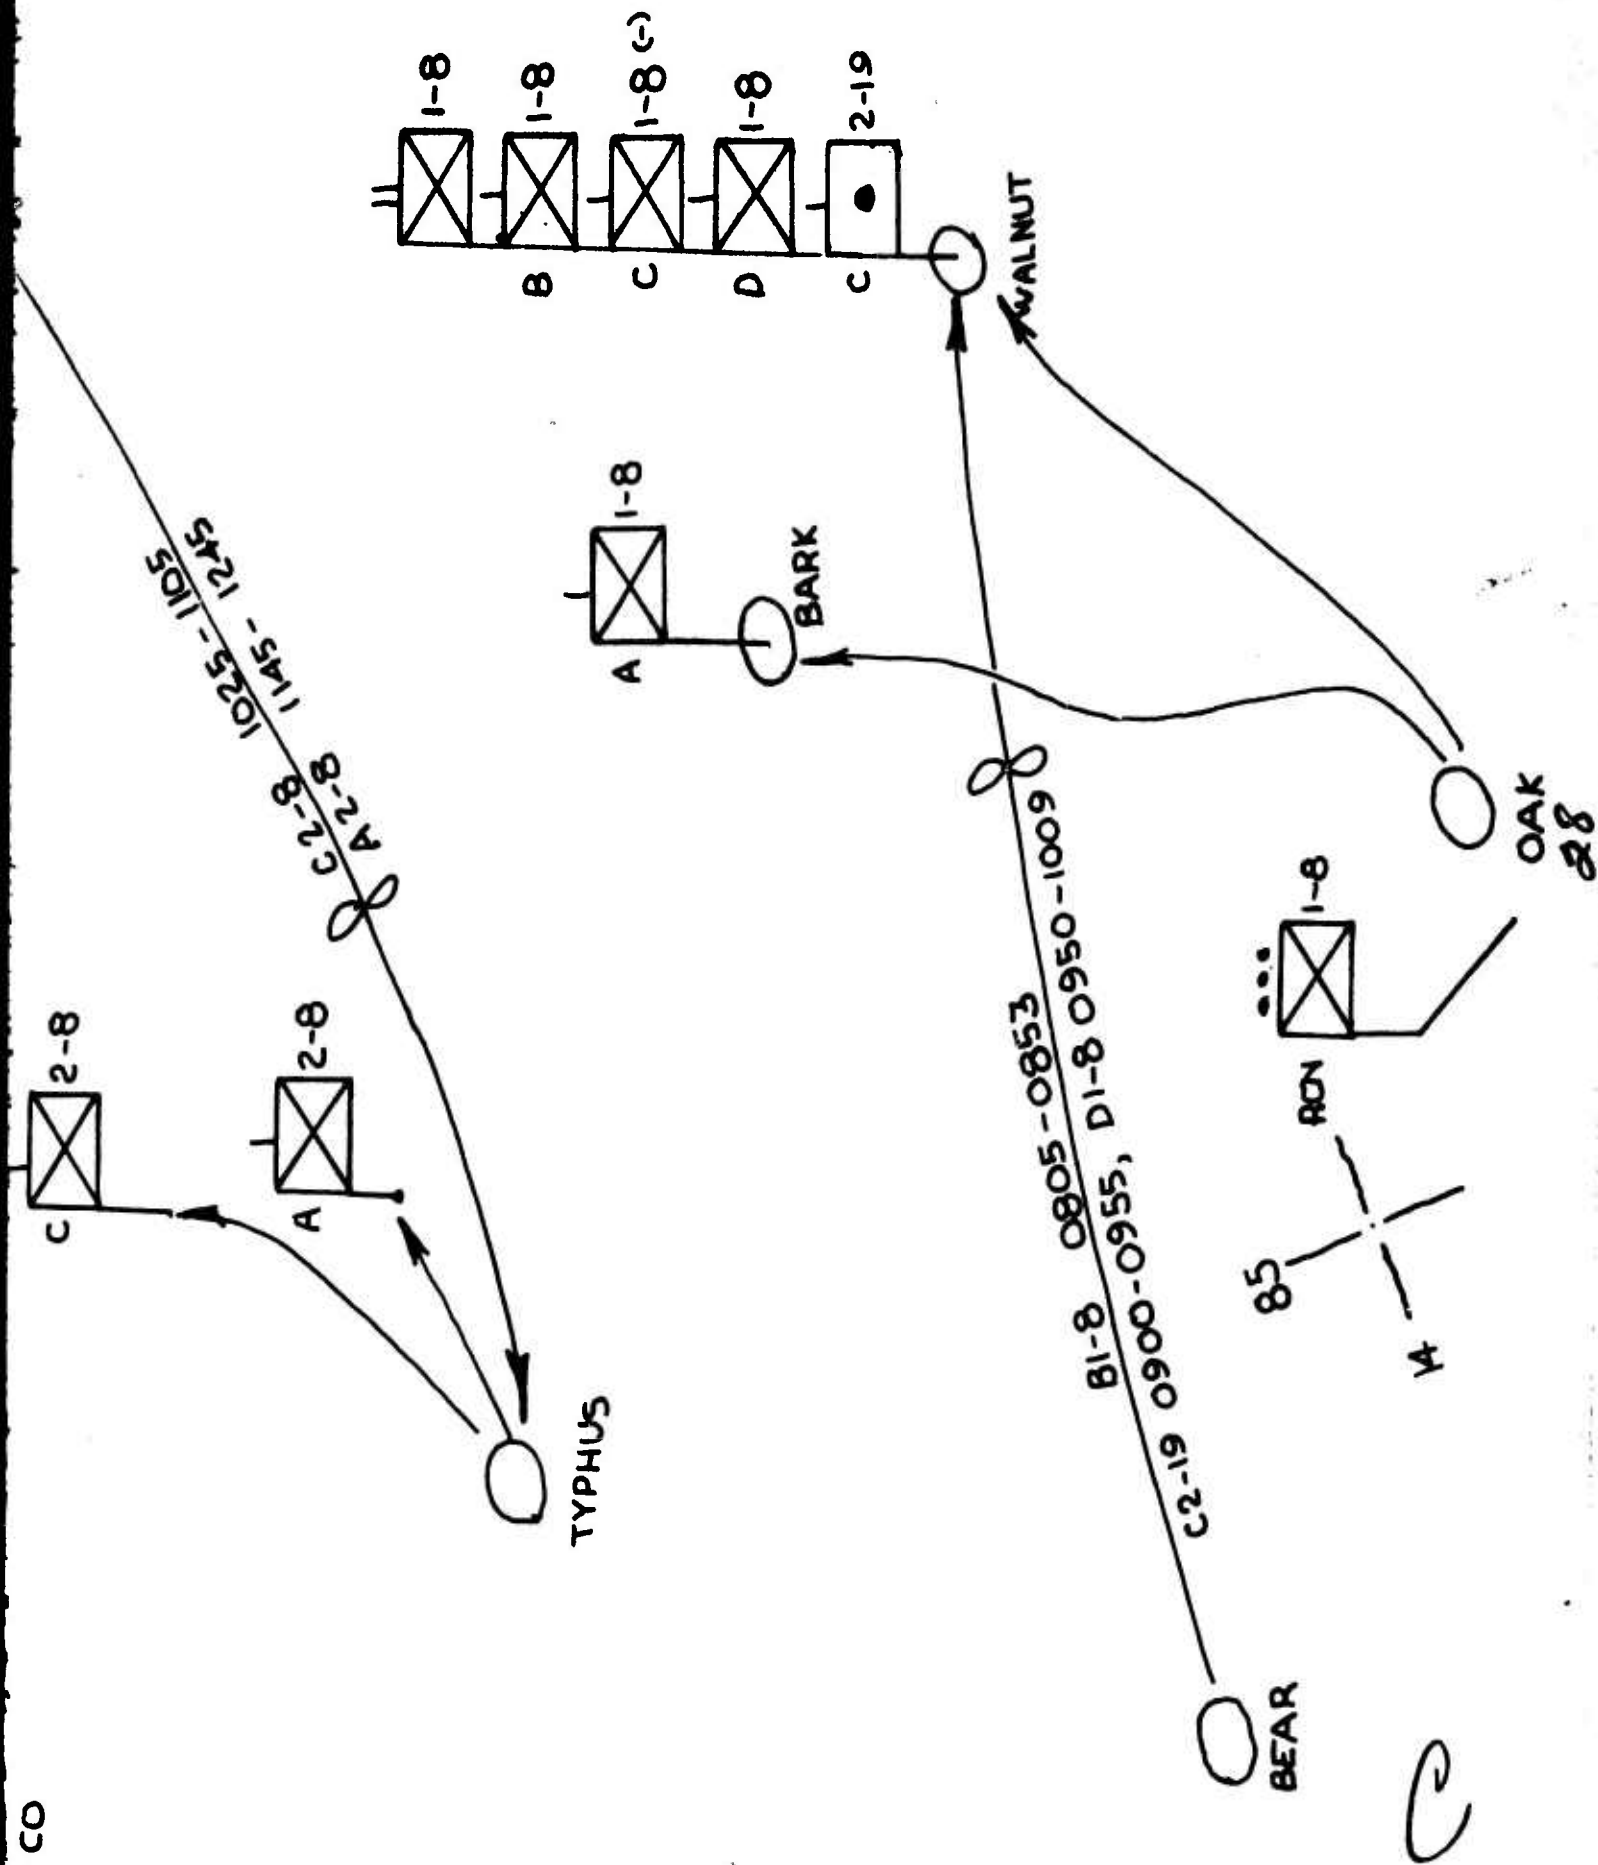 CO
C 2-8
A 2-8
TYPHUS
C2-8 1025-1105
A2-8 1145-1245
1-8
B 1-8
C 1-8 (-)
D 1-8
C 2-19
WALNUT
A 1-8
BARK
B1-8 0805-0853
C2-19 0900-0955, D1-8 0950-1009
BEAR
85
14
RCN 1-8
OAK
28
C